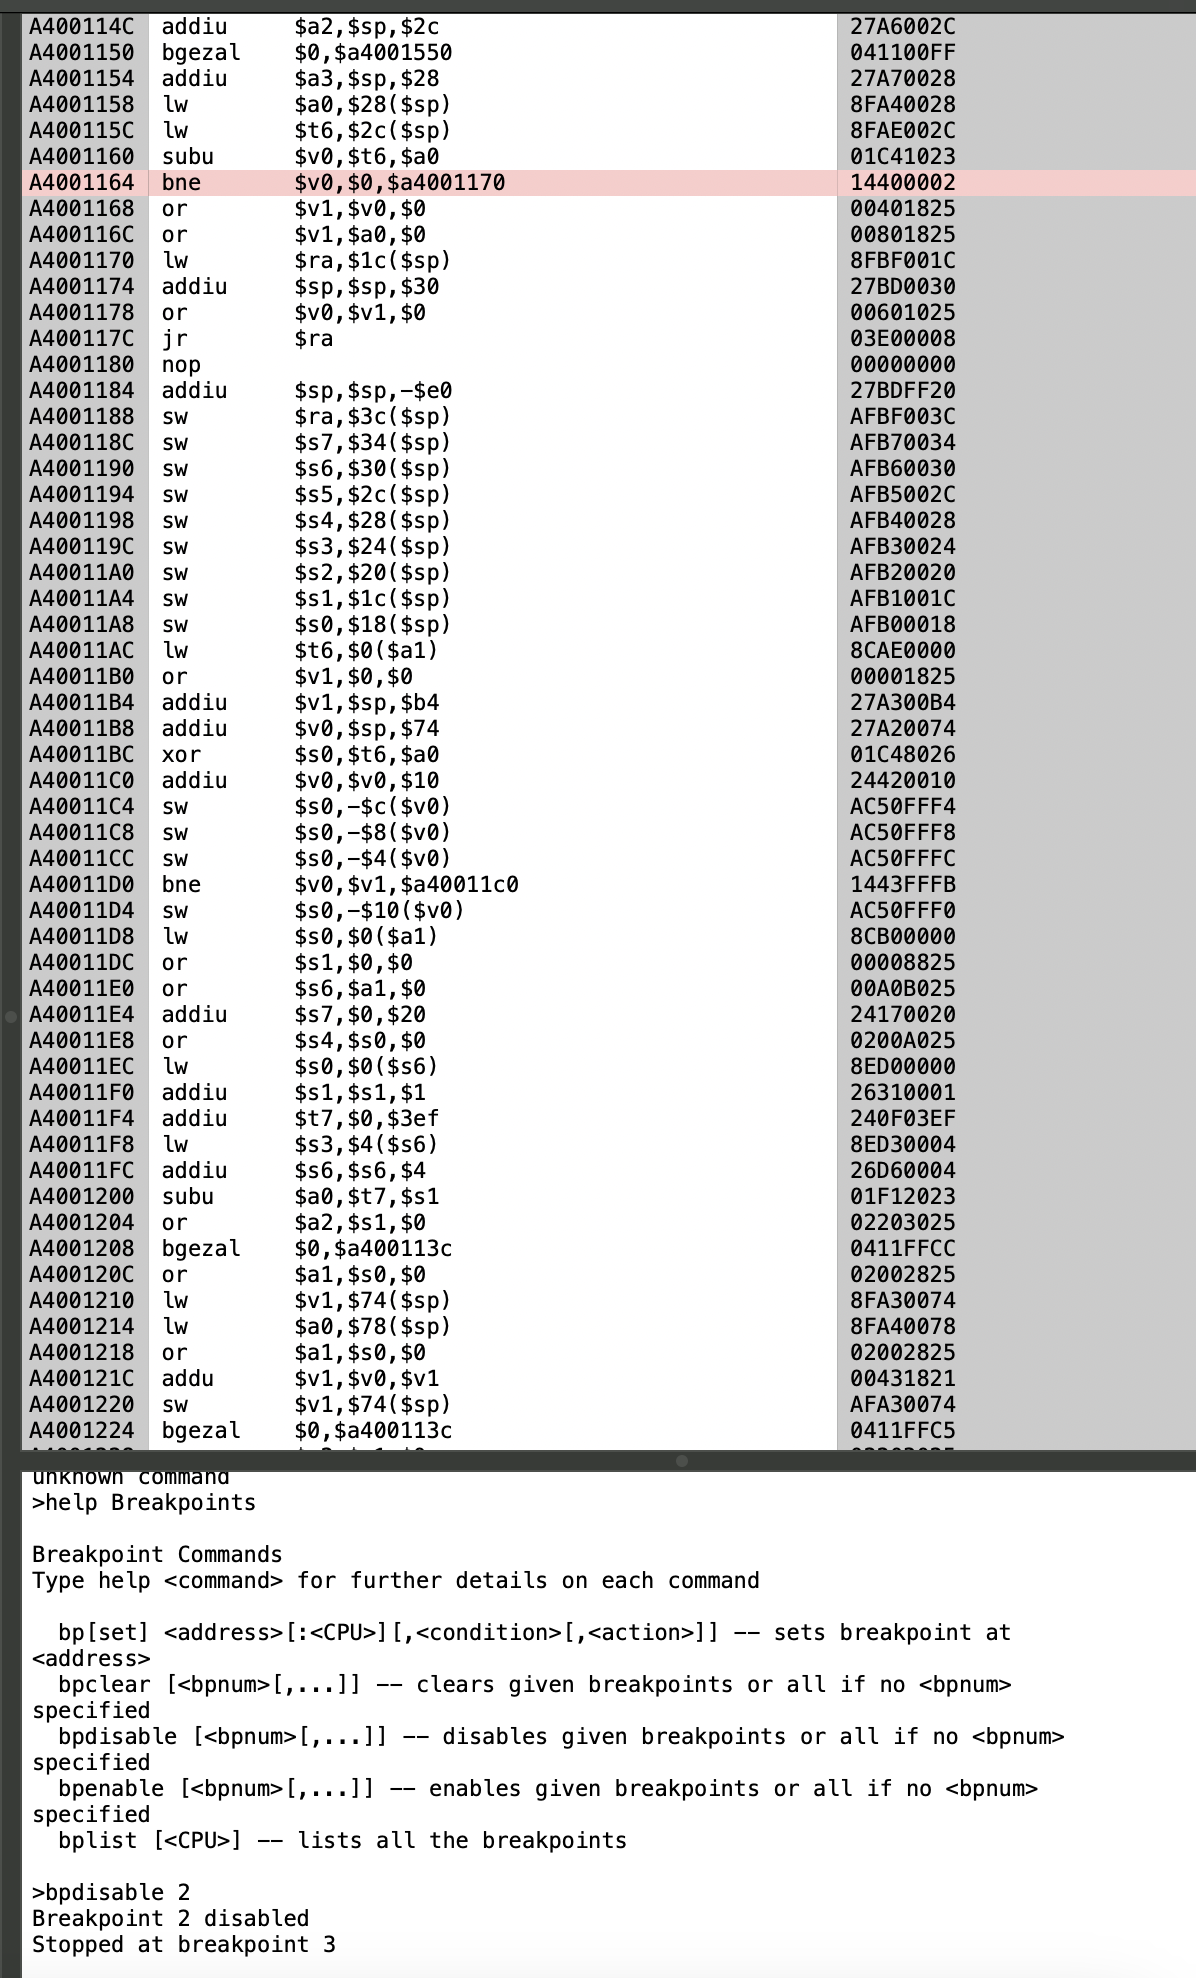 A400114C addiu $a2,$sp,$2c 27A6002C
A4001150 bgezal $0,$a4001550 041100FF
A4001154 addiu $a3,$sp,$28 27A70028
A4001158 lw $a0,$28($sp) 8FA40028
A400115C lw $t6,$2c($sp) 8FAE002C
A4001160 subu $v0,$t6,$a0 01C41023
A4001164 bne $v0,$0,$a4001170 14400002
A4001168 or $v1,$v0,$0 00401825
A400116C or $v1,$a0,$0 00801825
A4001170 lw $ra,$1c($sp) 8FBF001C
A4001174 addiu $sp,$sp,$30 27BD0030
A4001178 or $v0,$v1,$0 00601025
A400117C jr $ra 03E00008
A4001180 nop 00000000
A4001184 addiu $sp,$sp,-$e0 27BDFF20
A4001188 sw $ra,$3c($sp) AFBF003C
A400118C sw $s7,$34($sp) AFB70034
A4001190 sw $s6,$30($sp) AFB60030
A4001194 sw $s5,$2c($sp) AFB5002C
A4001198 sw $s4,$28($sp) AFB40028
A400119C sw $s3,$24($sp) AFB30024
A40011A0 sw $s2,$20($sp) AFB20020
A40011A4 sw $s1,$1c($sp) AFB1001C
A40011A8 sw $s0,$18($sp) AFB00018
A40011AC lw $t6,$0($a1) 8CAE0000
A40011B0 or $v1,$0,$0 00001825
A40011B4 addiu $v1,$sp,$b4 27A300B4
A40011B8 addiu $v0,$sp,$74 27A20074
A40011BC xor $s0,$t6,$a0 01C48026
A40011C0 addiu $v0,$v0,$10 24420010
A40011C4 sw $s0,-$c($v0) AC50FFF4
A40011C8 sw $s0,-$8($v0) AC50FFF8
A40011CC sw $s0,-$4($v0) AC50FFFC
A40011D0 bne $v0,$v1,$a40011c0 1443FFFB
A40011D4 sw $s0,-$10($v0) AC50FFF0
A40011D8 lw $s0,$0($a1) 8CB00000
A40011DC or $s1,$0,$0 00008825
A40011E0 or $s6,$a1,$0 00A0B025
A40011E4 addiu $s7,$0,$20 24170020
A40011E8 or $s4,$s0,$0 0200A025
A40011EC lw $s0,$0($s6) 8ED00000
A40011F0 addiu $s1,$s1,$1 26310001
A40011F4 addiu $t7,$0,$3ef 240F03EF
A40011F8 lw $s3,$4($s6) 8ED30004
A40011FC addiu $s6,$s6,$4 26D60004
A4001200 subu $a0,$t7,$s1 01F12023
A4001204 or $a2,$s1,$0 02203025
A4001208 bgezal $0,$a400113c 0411FFCC
A400120C or $a1,$s0,$0 02002825
A4001210 lw $v1,$74($sp) 8FA30074
A4001214 lw $a0,$78($sp) 8FA40078
A4001218 or $a1,$s0,$0 02002825
A400121C addu $v1,$v0,$v1 00431821
A4001220 sw $v1,$74($sp) AFA30074
A4001224 bgezal $0,$a400113c 0411FFC5
unknown command
>help Breakpoints
Breakpoint Commands
Type help <command> for further details on each command
bp[set] <address>[:<CPU>][,<condition>[,<action>]] -- sets breakpoint at
<address>
bpclear [<bpnum>[,...]] -- clears given breakpoints or all if no <bpnum>
specified
bpdisable [<bpnum>[,...]] -- disables given breakpoints or all if no <bpnum>
specified
bpenable [<bpnum>[,...]] -- enables given breakpoints or all if no <bpnum>
specified
bplist [<CPU>] -- lists all the breakpoints
>bpdisable 2
Breakpoint 2 disabled
Stopped at breakpoint 3